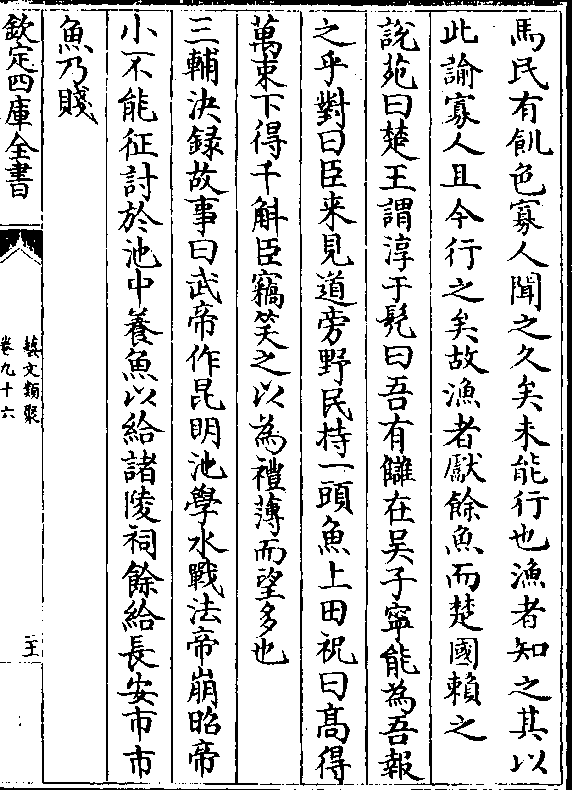 馬民有飢色寡人聞之久矣未能行也漁者知之其以
此諭寡人且今行之矣故漁者獻餘魚而楚國賴之
說苑曰楚王謂淳于髠曰吾有讎在吴子寧能為吾報
之乎對曰臣来見道旁野民持一頭魚上田祝曰髙得
萬束下得千斛臣竊笑之以為禮薄而望多也
三輔決録故事曰武帝作昆明池學水戰法帝崩昭帝
小不能征討於池中養魚以給諸陵祠餘給長安市市
魚乃賤
欽定四庫全書
藝文類聚
卷九十六